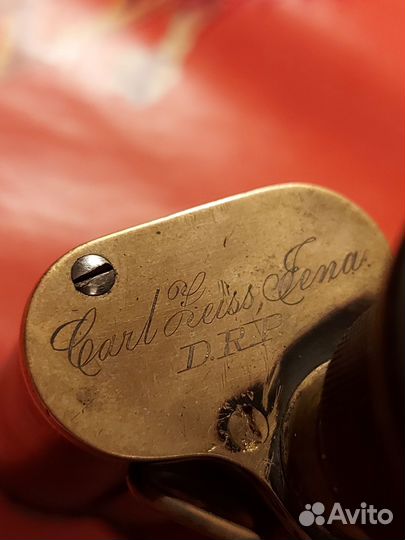 Carl Zeiss, Jena.
D.R.P.
Avito